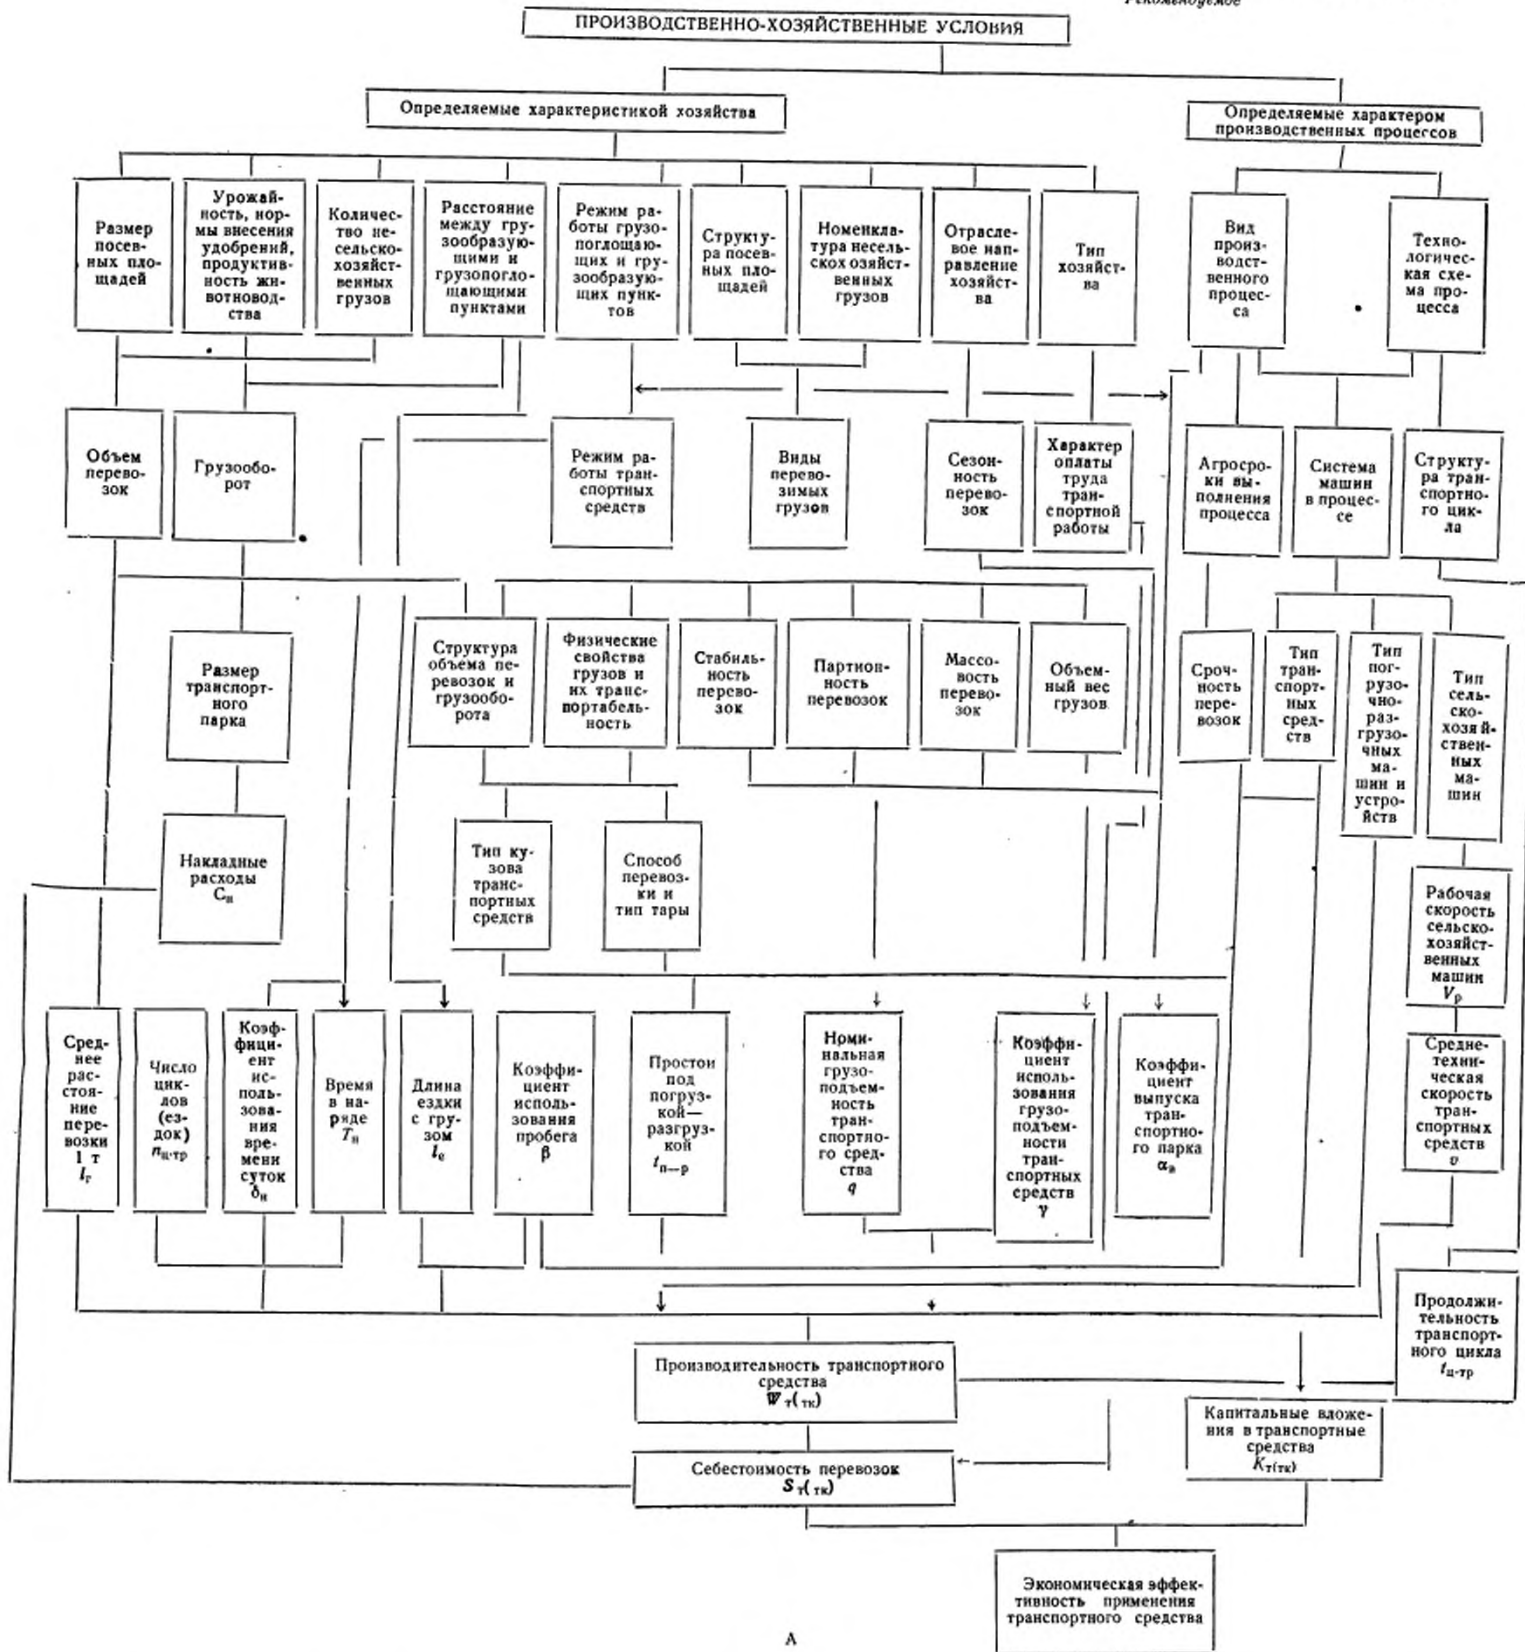 Рекомендуемое
ПРОИЗВОДСТВЕННО-ХОЗЯЙСТВЕННЫЕ УСЛОВИЯ
Определяемые характеристикой хозяйства
Определяемые характером
производственных процессов
Размер
посев-
ных пло-
щадей
Урожай-
ность, нор-
мы внесения
удобрений,
продуктив-
ность жи-
вотновод-
ства
Количес-
тво не-
сельско-
хозяйст-
венных
грузов
Расстояние
между гру-
зообразую-
щими и
грузопогло-
щающими
пунктами
Режим ра-
боты грузо-
поглощаю-
щих и гру-
зообразую-
щих пунк-
тов
Структу-
ра посев-
ных пло-
щадей
Номенкла-
тура несель-
скохозяйст-
венных
грузов
Отрасле-
вое нап-
равление
хозяйст-
ва
Тип
хозяйст-
ва
Вид
произ-
водст-
венного
процес-
са
Техно-
логичес-
кая схе-
ма про-
цесса
Объем
перево-
зок
Грузообо-
рот
Режим ра-
боты тран-
спортных
средств
Виды
перево-
зимых
грузов
Сезон-
ность
перево-
зок
Характер
оплаты
труда
тран-
спортной
работы
Агросро-
ки вы-
полнения
процесса
Система
машин
в процес-
се
Структу-
ра тран-
спортно-
го цик-
ла
Размер
транспорт-
ного
парка
Структура
объема пе-
ревозок и
грузообо-
рота
Физические
свойства
грузов и
их транс-
портабель-
ность
Стабиль-
ность
перево-
зок
Партион-
ность
перевозок
Массо-
вость
перево-
зок
Объем-
ный вес
грузов
Сроч-
ность
пере-
возок
Тип
тран-
спорт-
ных
сред-
ств
Тип
пог-
рузо-
чно-
раз-
грузо-
чных
ма-
шин и
устро-
йств
Тип
сель-
ско-
хозяй-
ствен-
ных
ма-
шин
Накладные
расходы
Сн
Тип ку-
зова
транс-
портных
средств
Способ
перевоз-
ки и
тип тары
Рабочая
скорость
сельско-
хозяйст-
венных
машин
Vр
Сред-
нее
рас-
стоя-
ние
пере-
возки
1 т
lг
Число
цик-
лов
(ез-
док)
nц·тр
Коэф-
фици-
ент
ис-
поль-
зова-
ния
вре-
мени
суток
δн
Время
в на-
ряде
Tн
Длина
ездки
с гру-
зом
lе
Коэффи-
циент
исполь-
зования
пробега
β
Простои
под
погруз-
кой—
разгруз-
кой
tп—р
Номи-
нальная
грузо-
подъем-
ность
тран-
спортно-
го сред-
ства
q
Коэффи-
циент
исполь-
зования
грузо-
подъем-
ности
тран-
спортных
средств
γ
Коэффи-
циент
выпуска
тран-
спортно-
го парка
αв
Средне-
техни-
ческая
скорость
тран-
спортных
средств
v
Продолжи-
тельность
транспорт-
ного цикла
tц·тр
Производительность транспортного
средства
Wт(тк)
Капитальные вложе-
ния в транспортные
средства
Kт(тк)
Себестоимость перевозок
Sт(тк)
Экономическая эффек-
тивность применения
транспортного средства
А